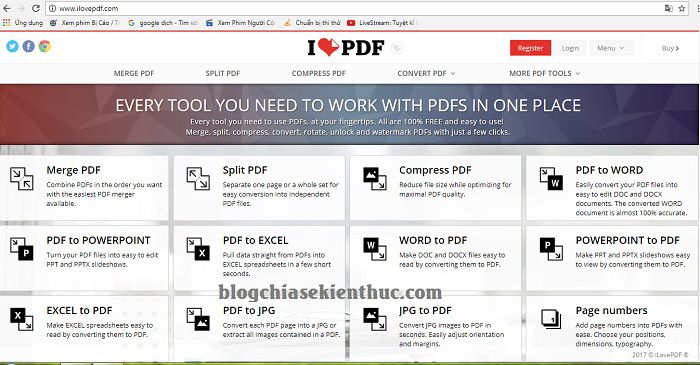 www.ilovepdf.com
Ứng dụng Xem phim Bị Cáo / T google dịch - Tìm với Xem Phim Người Cô Chuẩn bị thi thử LiveStream: Tuyệt kĩ
I PDF
Register Login Menu Buy
MERGE PDF SPLIT PDF COMPRESS PDF CONVERT PDF MORE PDF TOOLS
EVERY TOOL YOU NEED TO WORK WITH PDFS IN ONE PLACE
Every tool you need to use PDFs, at your fingertips. All are 100% FREE and easy to use!
Merge, split, compress, convert, rotate, unlock and watermark PDFs with just a few clicks.
Merge PDF
Combine PDFs in the order you want
with the easiest PDF merger
available.
Split PDF
Separate one page or a whole set for
easy conversion into independent
PDF files.
Compress PDF
Reduce file size while optimizing for
maximal PDF quality.
PDF to WORD
Easily convert your PDF files into
easy to edit DOC and DOCX
documents. The converted WORD
document is almost 100% accurate.
PDF to POWERPOINT
Turn your PDF files into easy to edit
PPT and PPTX slideshows.
PDF to EXCEL
Pull data straight from PDFs into
EXCEL spreadsheets in a few short
seconds.
WORD to PDF
Make DOC and DOCX files easy to
read by converting them to PDF.
POWERPOINT to PDF
Make PPT and PPTX slideshows easy
to view by converting them to PDF.
blogchiasekienthuc.com
EXCEL to PDF
Make EXCEL spreadsheets easy to
read by converting them to PDF.
PDF to JPG
Convert each PDF page into a JPG or
extract all images contained in a PDF.
JPG to PDF
Convert JPG images to PDF in
seconds. Easily adjust orientation
and margins.
Page numbers
Add page numbers into PDFs with
ease. Choose your positions,
dimensions, typography.
2017 © iLovePDF ®